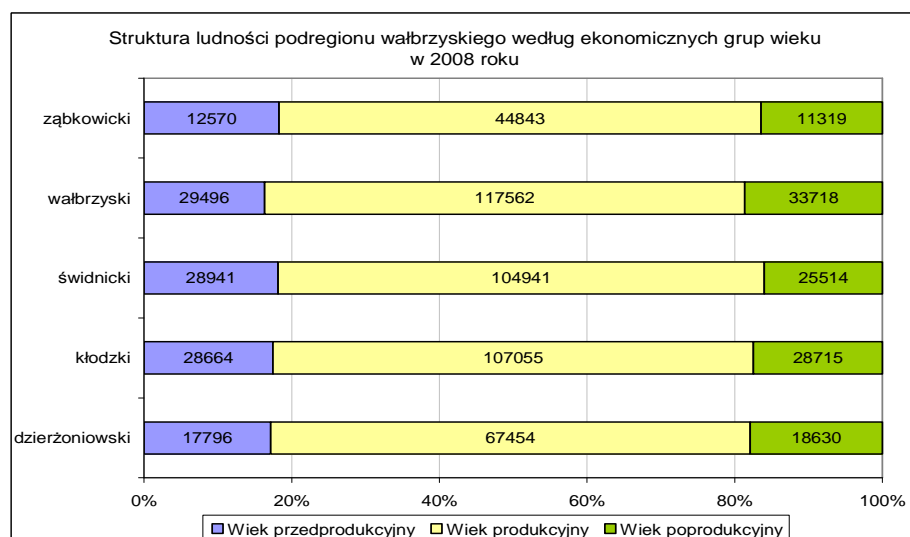 Struktura ludności podregionu wałbrzyskiego według ekonomicznych grup wieku
w 2008 roku
ząbkowicki 12570 44843 11319
wałbrzyski 29496 117562 33718
świdnicki 28941 104941 25514
kłodzki 28664 107055 28715
dzierżoniowski 17796 67454 18630
0% 20% 40% 60% 80% 100%
Wiek przedprodukcyjny Wiek produkcyjny Wiek poprodukcyjny